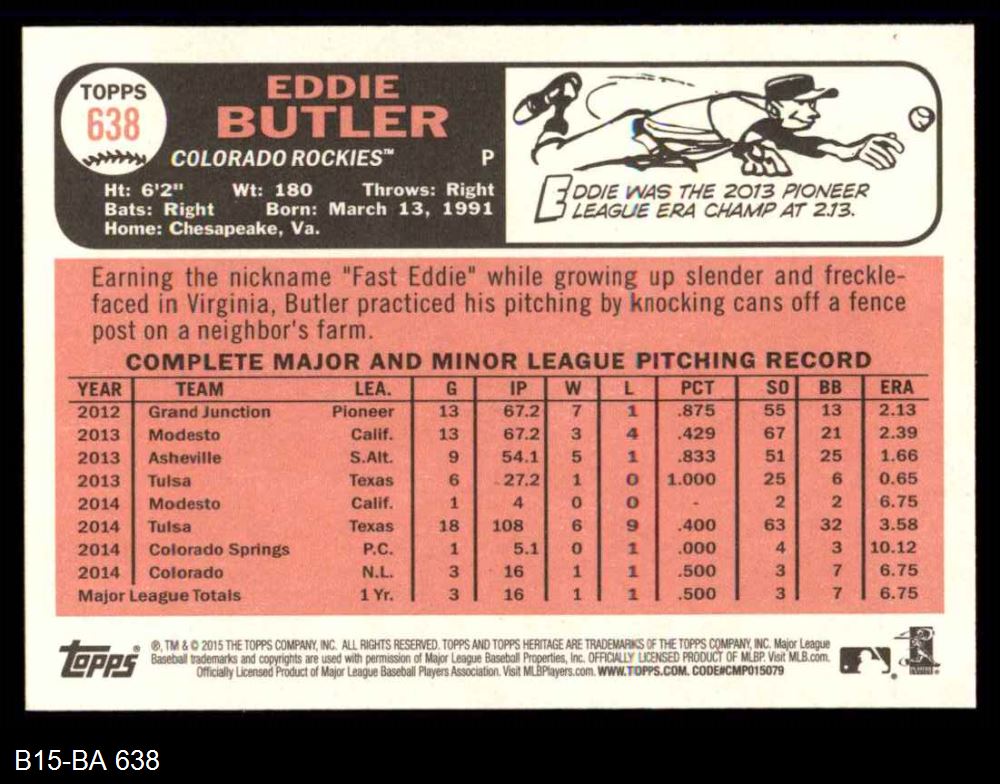 TOPPS
638
EDDIE
BUTLER
COLORADO ROCKIES™ P
Ht: 6'2" Wt: 180 Throws: Right
Bats: Right Born: March 13, 1991
Home: Chesapeake, Va.
EDDIE WAS THE 2013 PIONEER
LEAGUE ERA CHAMP AT 2.13.
Earning the nickname "Fast Eddie" while growing up slender and freckle-
faced in Virginia, Butler practiced his pitching by knocking cans off a fence
post on a neighbor's farm.
COMPLETE MAJOR AND MINOR LEAGUE PITCHING RECORD
YEAR TEAM LEA. G IP W L PCT SO BB ERA
2012 Grand Junction Pioneer 13 67.2 7 1 .875 55 13 2.13
2013 Modesto Calif. 13 67.2 3 4 .429 67 21 2.39
2013 Asheville S.Alt. 9 54.1 5 1 .833 51 25 1.66
2013 Tulsa Texas 6 27.2 1 0 1.000 25 6 0.65
2014 Modesto Calif. 1 4 0 0 - 2 2 6.75
2014 Tulsa Texas 18 108 6 9 .400 63 32 3.58
2014 Colorado Springs P.C. 1 5.1 0 1 .000 4 3 10.12
2014 Colorado N.L. 3 16 1 1 .500 3 7 6.75
Major League Totals 1 Yr. 3 16 1 1 .500 3 7 6.75
topps®
®, TM & © 2015 THE TOPPS COMPANY, INC. ALL RIGHTS RESERVED. TOPPS AND TOPPS HERITAGE ARE TRADEMARKS OF THE TOPPS COMPANY, INC. Major League
Baseball trademarks and copyrights are used with permission of Major League Baseball Properties, Inc. OFFICIALLY LICENSED PRODUCT OF MLBP. Visit MLB.com.
Officially Licensed Product of Major League Baseball Players Association. Visit MLBPlayers.com. WWW.TOPPS.COM. CODE#CMP015079
B15-BA 638